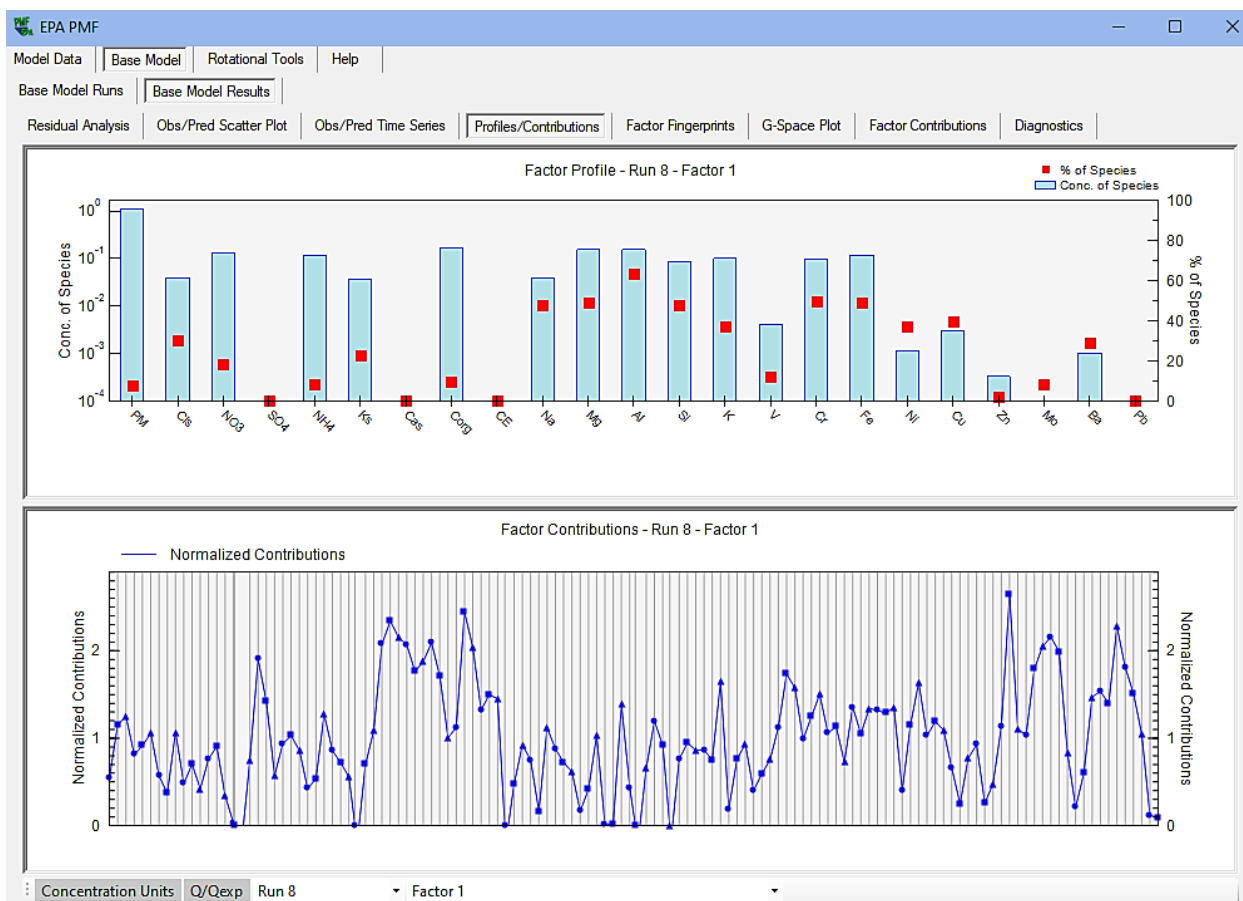 EPA PMF
Model Data Base Model Rotational Tools Help
Base Model Runs Base Model Results
Residual Analysis Obs/Pred Scatter Plot Obs/Pred Time Series Profiles/Contributions Factor Fingerprints G-Space Plot Factor Contributions Diagnostics
Factor Profile - Run 8 - Factor 1
% of Species
Conc. of Species
Conc. of Species
10^0
10^-1
10^-2
10^-3
10^-4
100
80
60
40
20
0
% of Species
PM Cls NO3 SO4 NH4 Ks Cas Corg CE Na Mg Al Si K V Cr Fe Ni Cu Zn Mo Ba Pb
Factor Contributions - Run 8 - Factor 1
Normalized Contributions
Normalized Contributions
2
1
0
2
1
0
Normalized Contributions
Concentration Units Q/Qexp Run 8 Factor 1